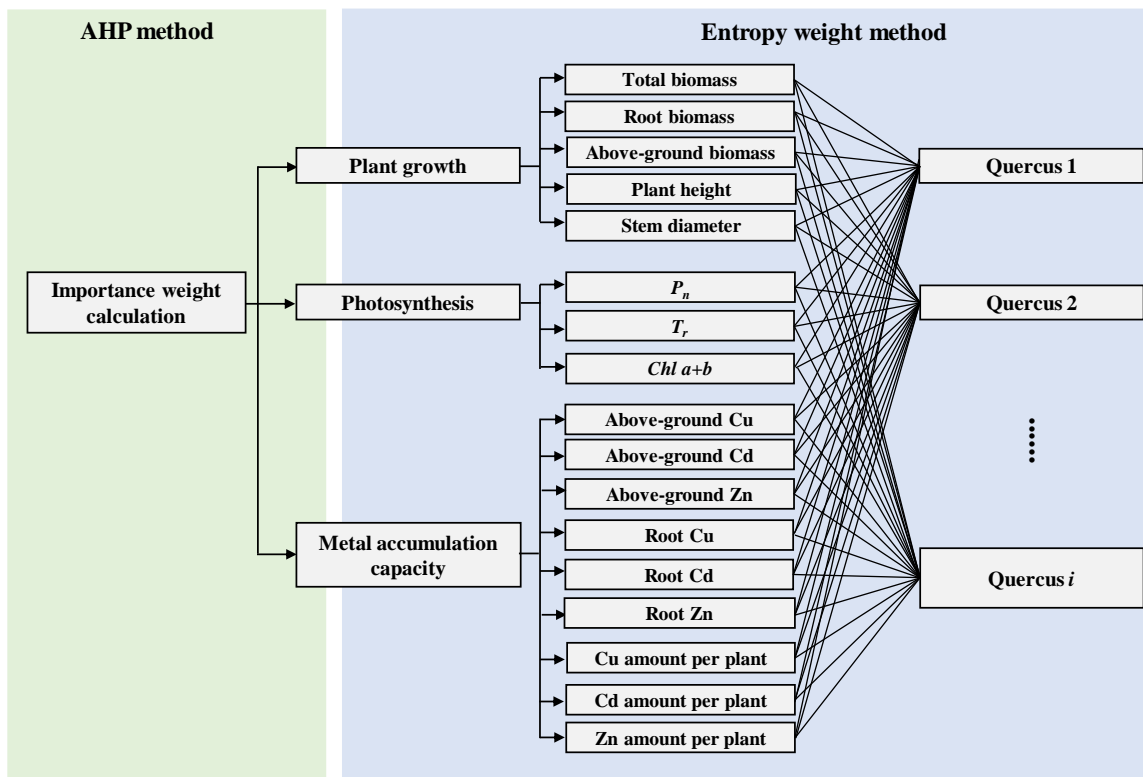 AHP method
Entropy weight method
Importance weight
calculation
Plant growth
Photosynthesis
Metal accumulation
capacity
Total biomass
Root biomass
Above-ground biomass
Plant height
Stem diameter
Pn
Tr
Chl a+b
Above-ground Cu
Above-ground Cd
Above-ground Zn
Root Cu
Root Cd
Root Zn
Cu amount per plant
Cd amount per plant
Zn amount per plant
Quercus 1
Quercus 2
......
Quercus i